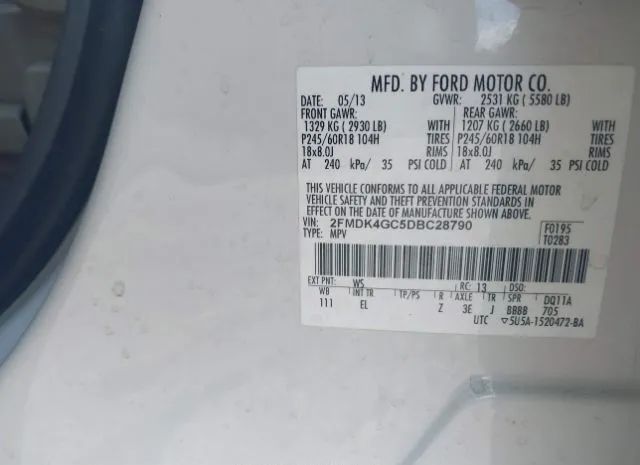 MFD. BY FORD MOTOR CO.
DATE: 05/13 GVWR: 2531 KG ( 5580 LB)
FRONT GAWR: REAR GAWR:
1329 KG ( 2930 LB) WITH 1207 KG ( 2660 LB) WITH
P245/60R18 104H TIRES P245/60R18 104H TIRES
18x8.0J RIMS 18x8.0J RIMS
AT 240 kPa/ 35 PSI COLD AT 240 kPa/ 35 PSI COLD
THIS VEHICLE CONFORMS TO ALL APPLICABLE FEDERAL MOTOR
VEHICLE SAFETY AND THEFT PREVENTION STANDARDS IN
EFFECT ON THE DATE OF MANUFACTURE SHOWN ABOVE.
VIN: 2FMDK4GC5DBC28790 F0195
TYPE: MPV T0283
EXT PNT: WS RC: 13 DSO:
WB INT TR TP/PS R AXLE TR SPR DQ11A
111 EL Z 3E J BBBB 705
UTC ▽5U5A-1520472-BA